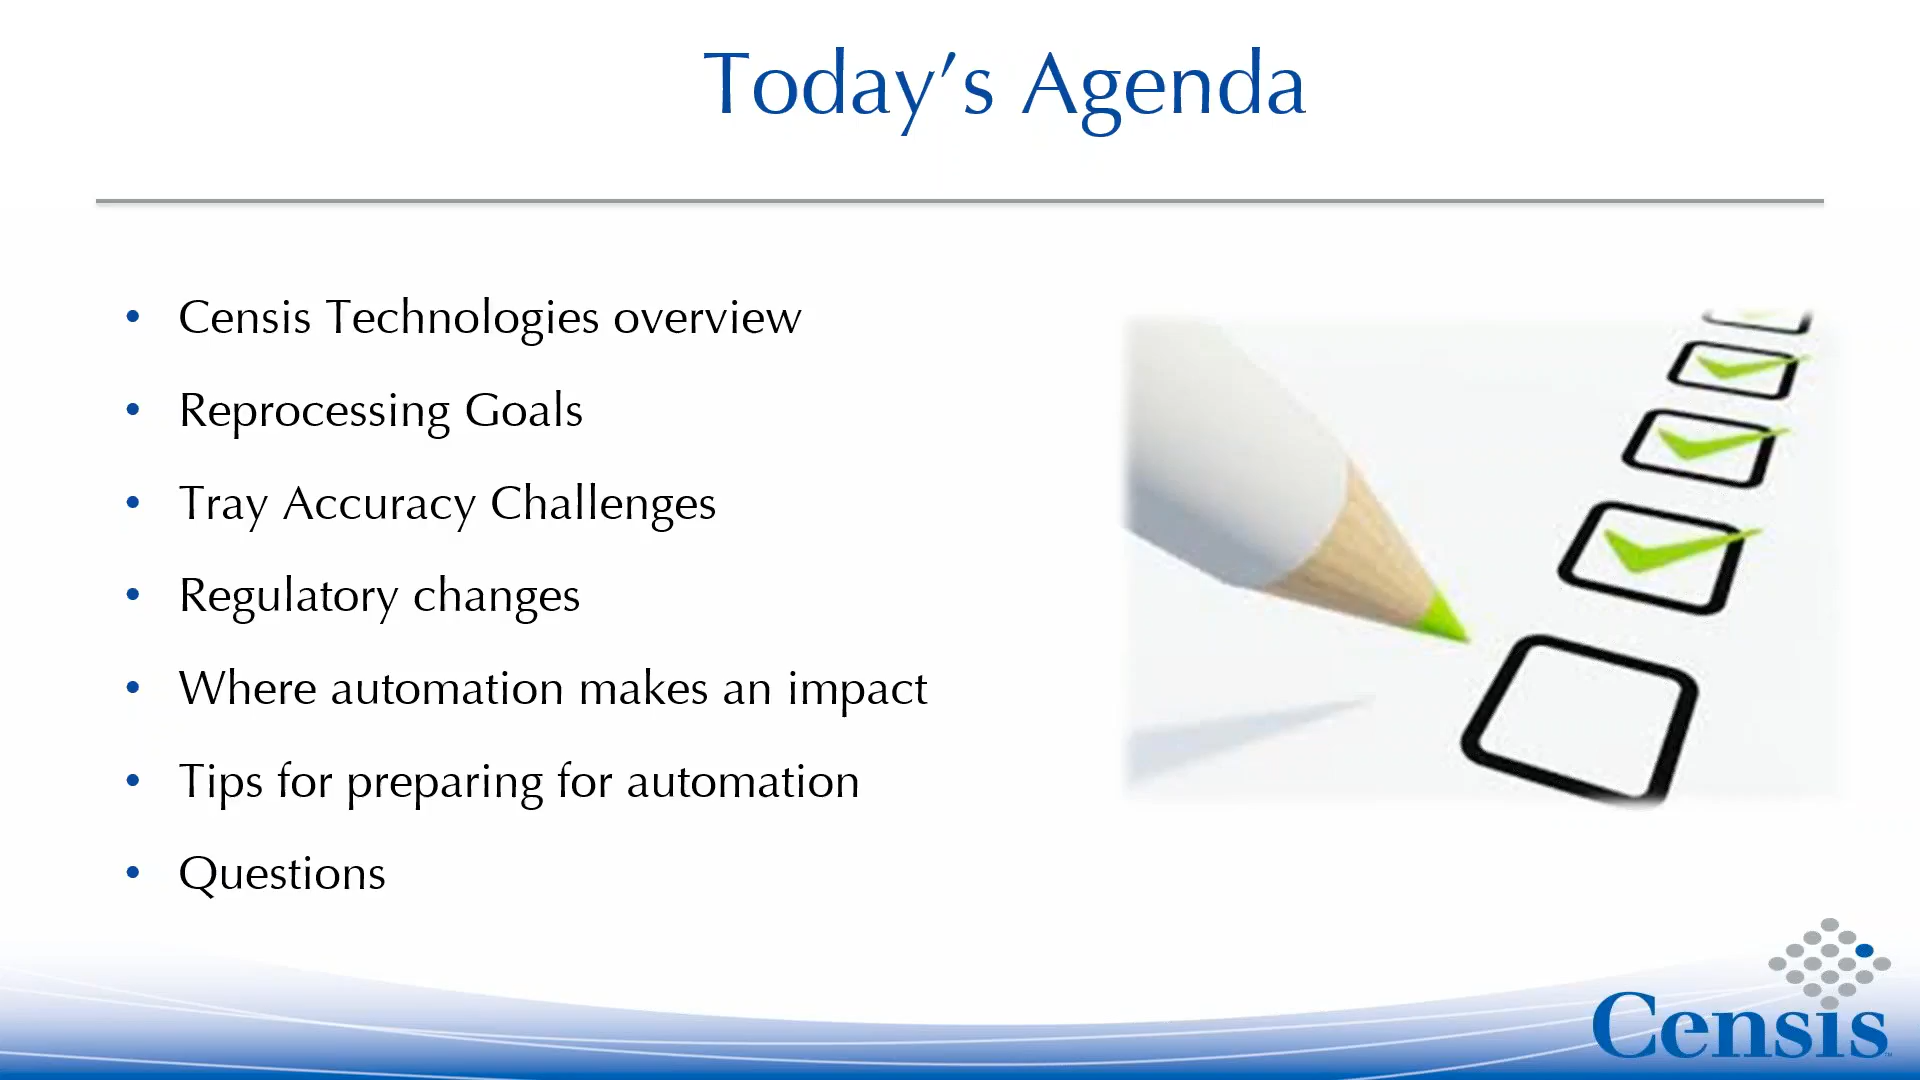 Today’s Agenda
• Censis Technologies overview
• Reprocessing Goals
• Tray Accuracy Challenges
• Regulatory changes
• Where automation makes an impact
• Tips for preparing for automation
• Questions
Censis